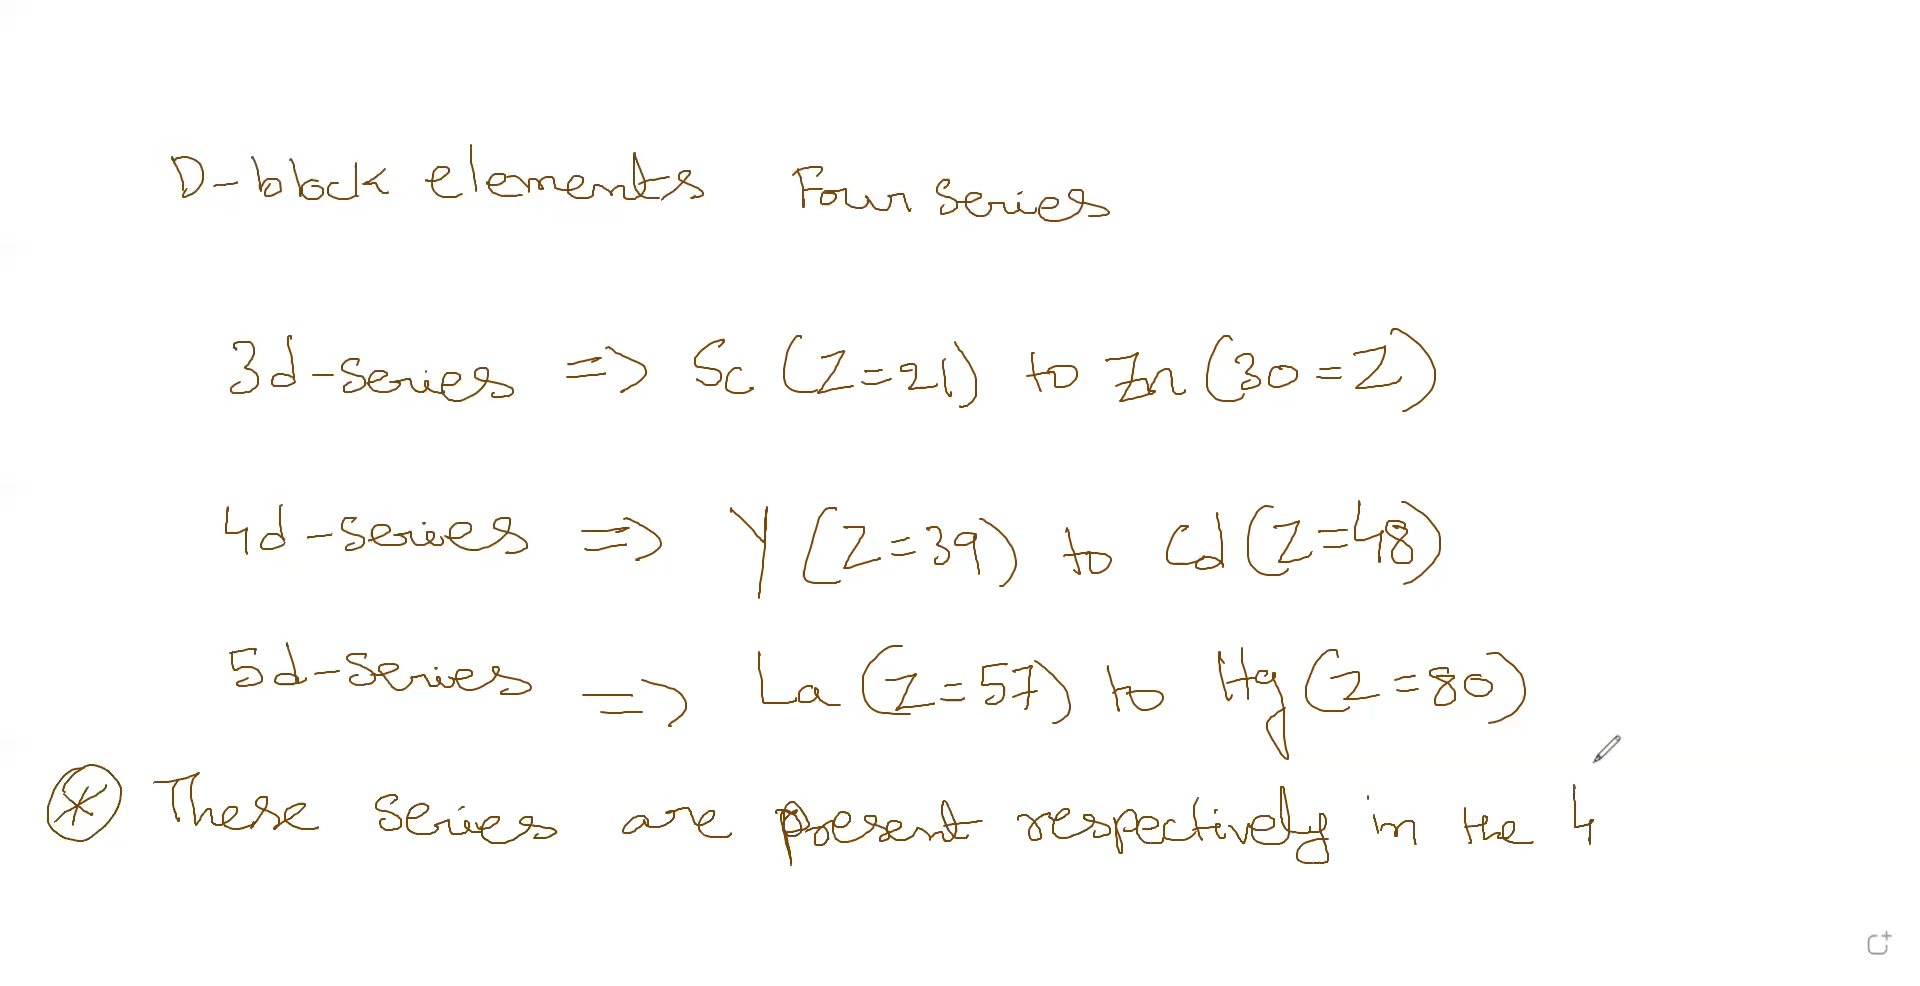 D-block elements Four series
3d-series => Sc (Z=21) to Zn (30=Z)
4d-series => Y (Z=39) to Cd (Z=48)
5d-series => La (Z=57) to Hg (Z=80)
These series are present respectively in the 4